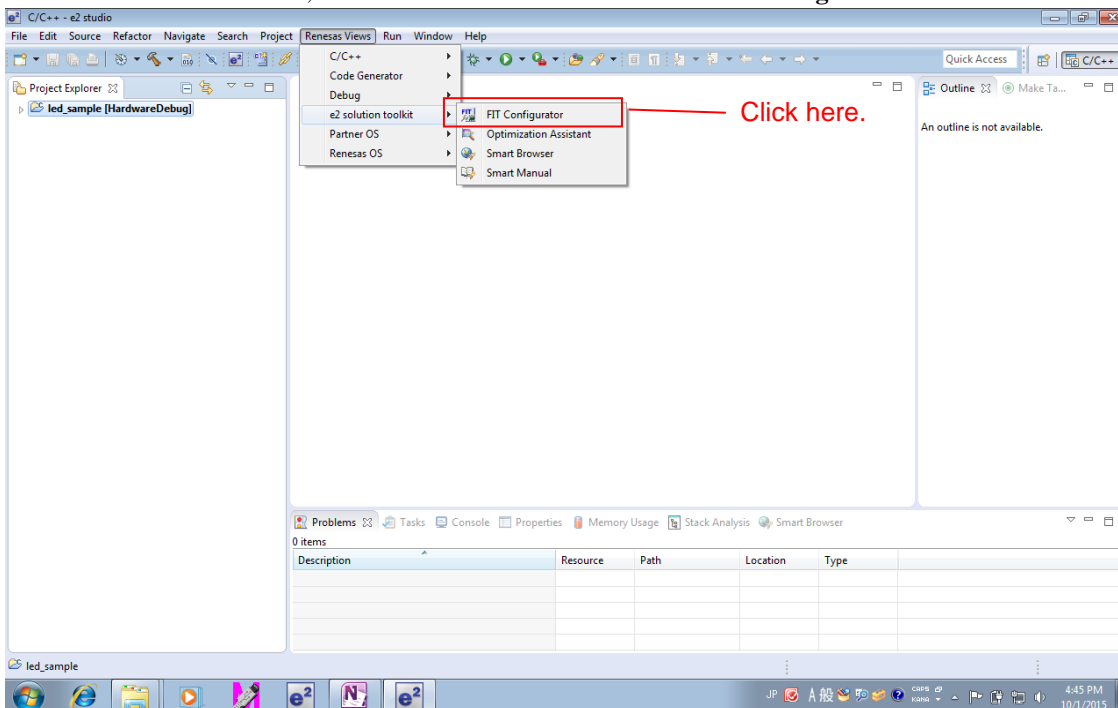 C/C++ - e2 studio
File Edit Source Refactor Navigate Search Project Renesas Views Run Window Help
Quick Access C/C++
C/C++
Code Generator
Debug
e2 solution toolkit
Partner OS
Renesas OS
FIT Configurator
Optimization Assistant
Smart Browser
Smart Manual
Click here.
Project Explorer
led_sample [HardwareDebug]
Outline Make Ta...
An outline is not available.
Problems Tasks Console Properties Memory Usage Stack Analysis Smart Browser
0 items
Description Resource Path Location Type
led_sample
JP A 般 CAPS KANA 4:45 PM
10/1/2015